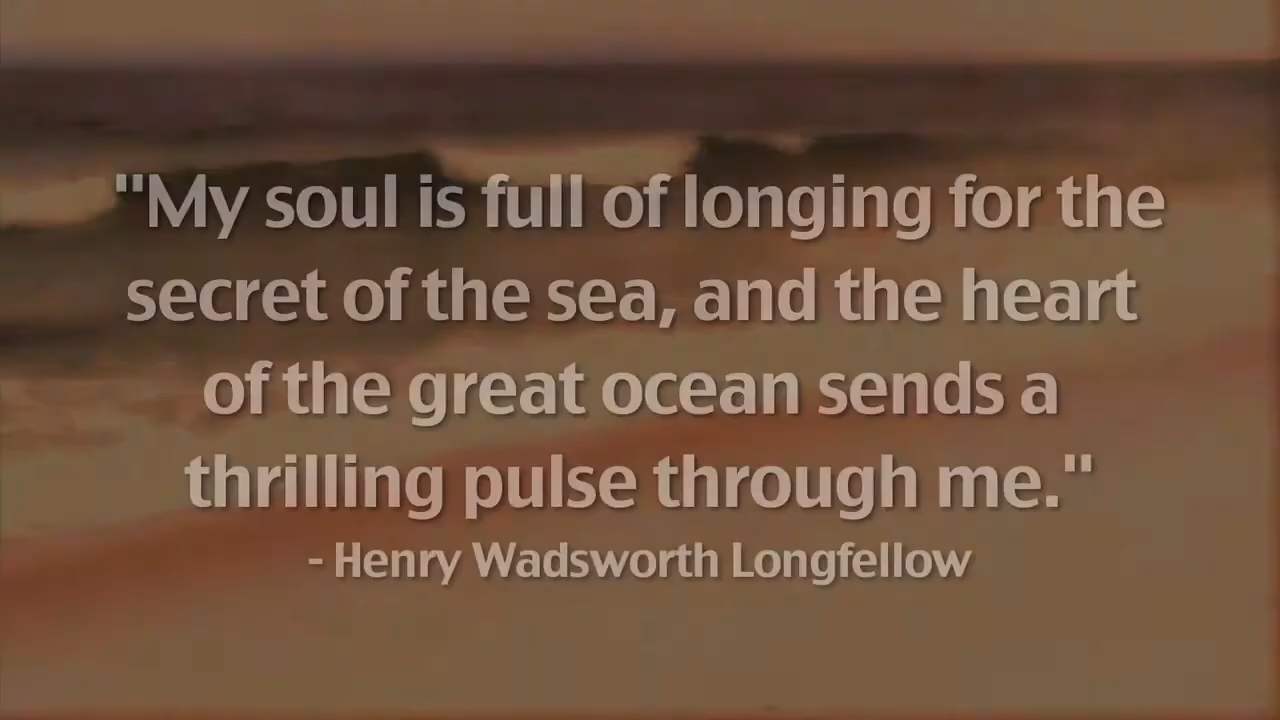 "My soul is full of longing for the
secret of the sea, and the heart
of the great ocean sends a
thrilling pulse through me."
- Henry Wadsworth Longfellow